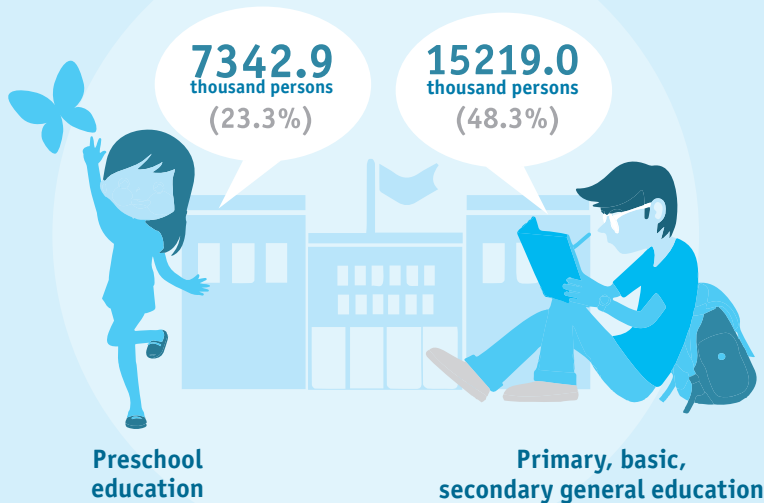 7342.9
thousand persons
(23.3%)
15219.0
thousand persons
(48.3%)
Preschool
education
Primary, basic,
secondary general education